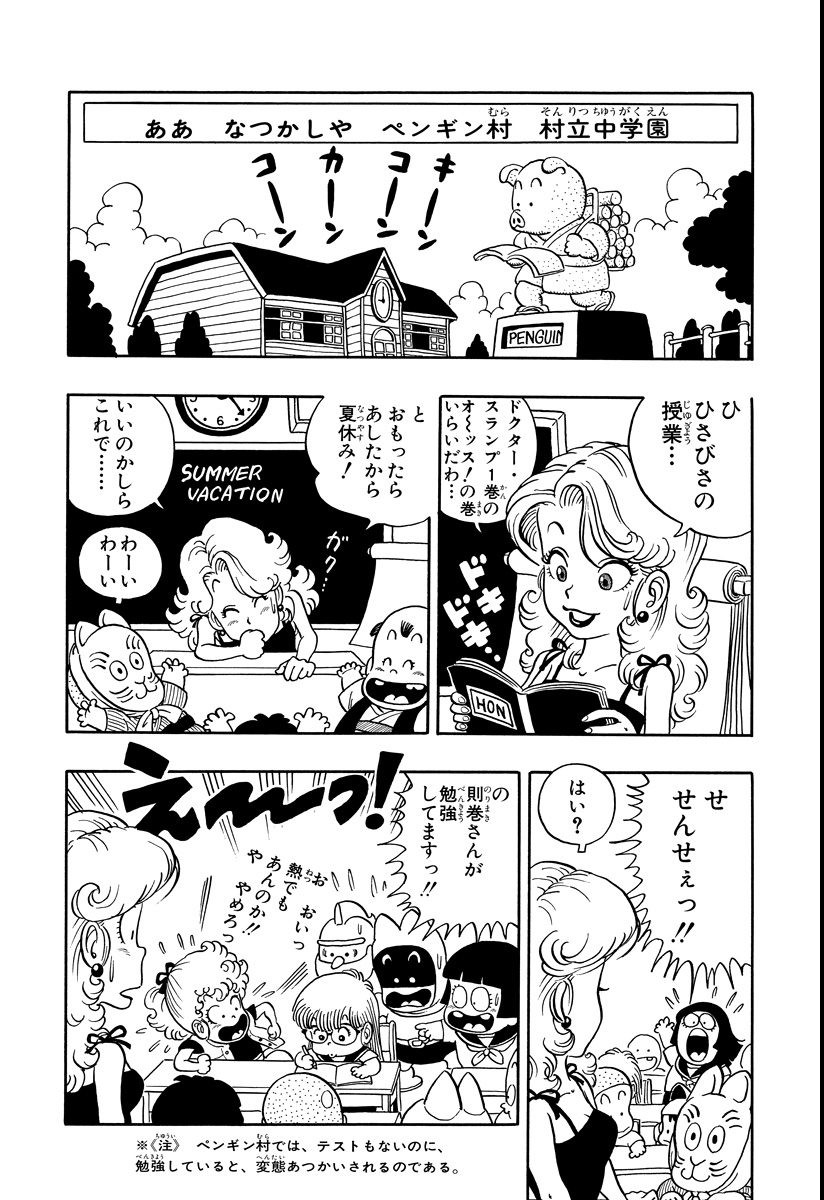 ああ　なつかしや　ペンギン村　村立中学園
キーン
コーン
カーン
コーン
PENGUIN
ひ
ひさびさの
授業…
ドクター・
スランプ1巻の
オ〜ッス!の巻
いらいだわ…
ドキ
ドキ…
HON
と
おもったら
あしたから
夏休み!
いいのかしら
これで……
6
SUMMER
VACATION
ガク…
わーい
わーい
せ
せんせぇっ!!
はい?
の
則巻さんが
勉強
してますっ!!
え〜〜っ!
おいっ
お
熱でも
あんのか!!
やめろっ
や
※《注》　ペンギン村では、テストもないのに、
勉強していると、変態あつかいされるのである。